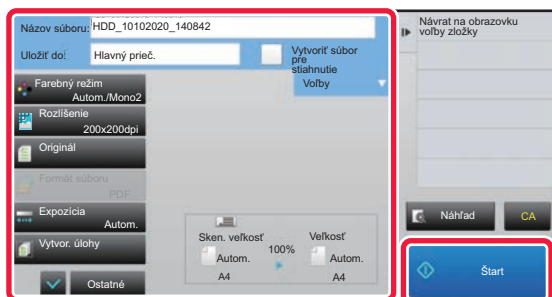 Názov súboru: HDD_10102020_140842
Uložiť do: Hlavný prieč.
Vytvoriť súbor
pre
stiahnutie
Voľby
Farebný režim
Autom./Mono2
Rozlíšenie
200x200dpi
Originál
Formát súboru
PDF
Expozícia
Autom.
Vytvor. úlohy
Ostatné
Sken. veľkosť
Autom.
A4
100%
Veľkosť
Autom.
A4
Návrat na obrazovku
voľby zložky
Náhľad
CA
Štart